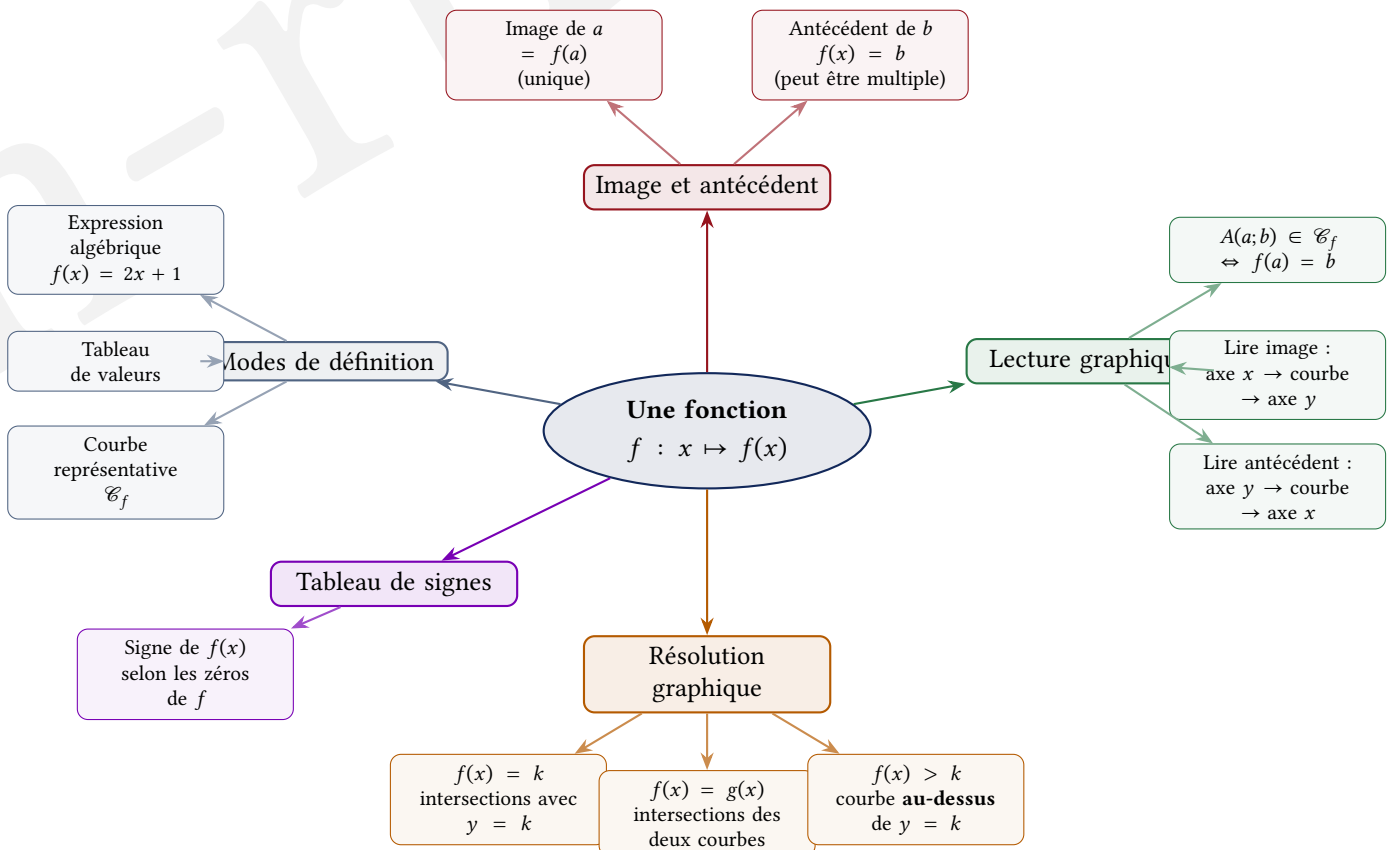 Image de a
= f(a)
(unique)
Antécédent de b
f(x) = b
(peut être multiple)
Image et antécédent
Expression
algébrique
f(x) = 2x + 1
Tableau
de valeurs
Courbe
représentative
𝒞_f
Modes de définition
A(a; b) ∈ 𝒞_f
⇔ f(a) = b
Lecture graphiqu
Lire image :
axe x → courbe
→ axe y
Lire antécédent :
axe y → courbe
→ axe x
Une fonction
f : x ↦ f(x)
Tableau de signes
Signe de f(x)
selon les zéros
de f
Résolution
graphique
f(x) = k
intersections avec
y = k
f(x) = g(x)
intersections des
deux courbes
f(x) > k
courbe au-dessus
de y = k